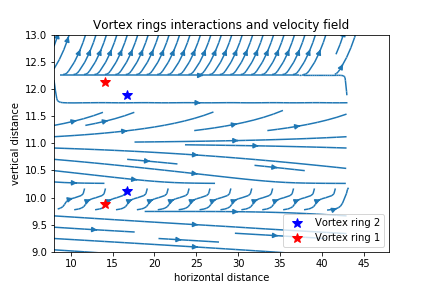 Vortex rings interactions and velocity field
13.0
12.5
12.0
11.5
11.0
10.5
10.0
9.5
9.0
vertical distance
10 15 20 25 30 35 40 45
horizontal distance
Vortex ring 2
Vortex ring 1